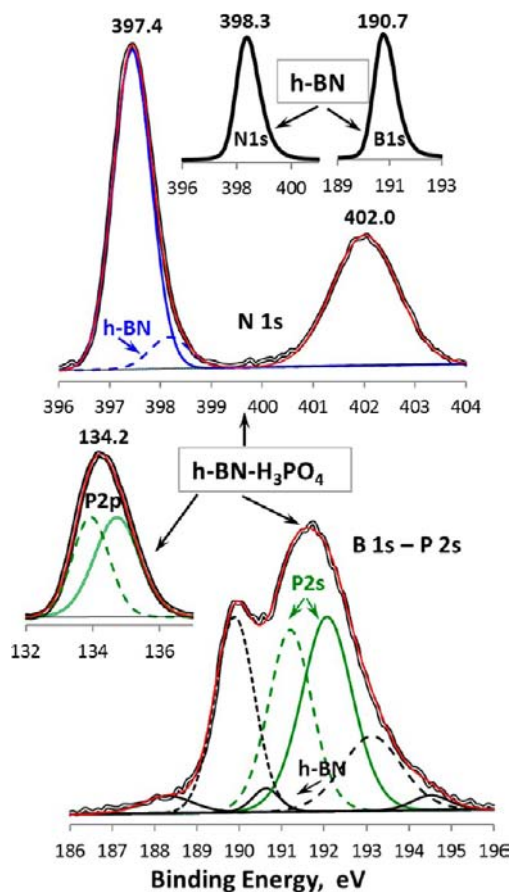 397.4
398.3
190.7
h-BN
N1s
B1s
396 398 400
189 191 193
402.0
N 1s
h-BN
396 397 398 399 400 401 402 403 404
134.2
h-BN-H₃PO₄
P2p
B 1s – P 2s
P2s
132 134 136
h-BN
186 187 188 189 190 191 192 193 194 195 196
Binding Energy, eV